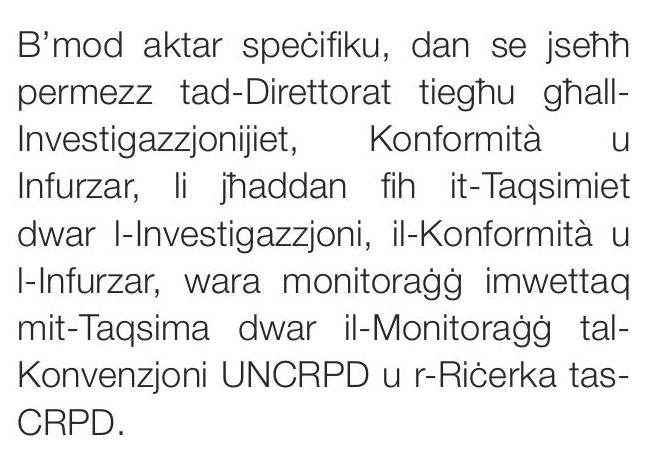 B’mod aktar speċifiku, dan se jseħħ
permezz tad-Direttorat tiegħu għall-
Investigazzjonijiet, Konformità u
Infurzar, li jħaddan fih it-Taqsimiet
dwar l-Investigazzjoni, il-Konformità u
l-Infurzar, wara monitoraġġ imwettaq
mit-Taqsima dwar il-Monitoraġġ tal-
Konvenzjoni UNCRPD u r-Riċerka tas-
CRPD.